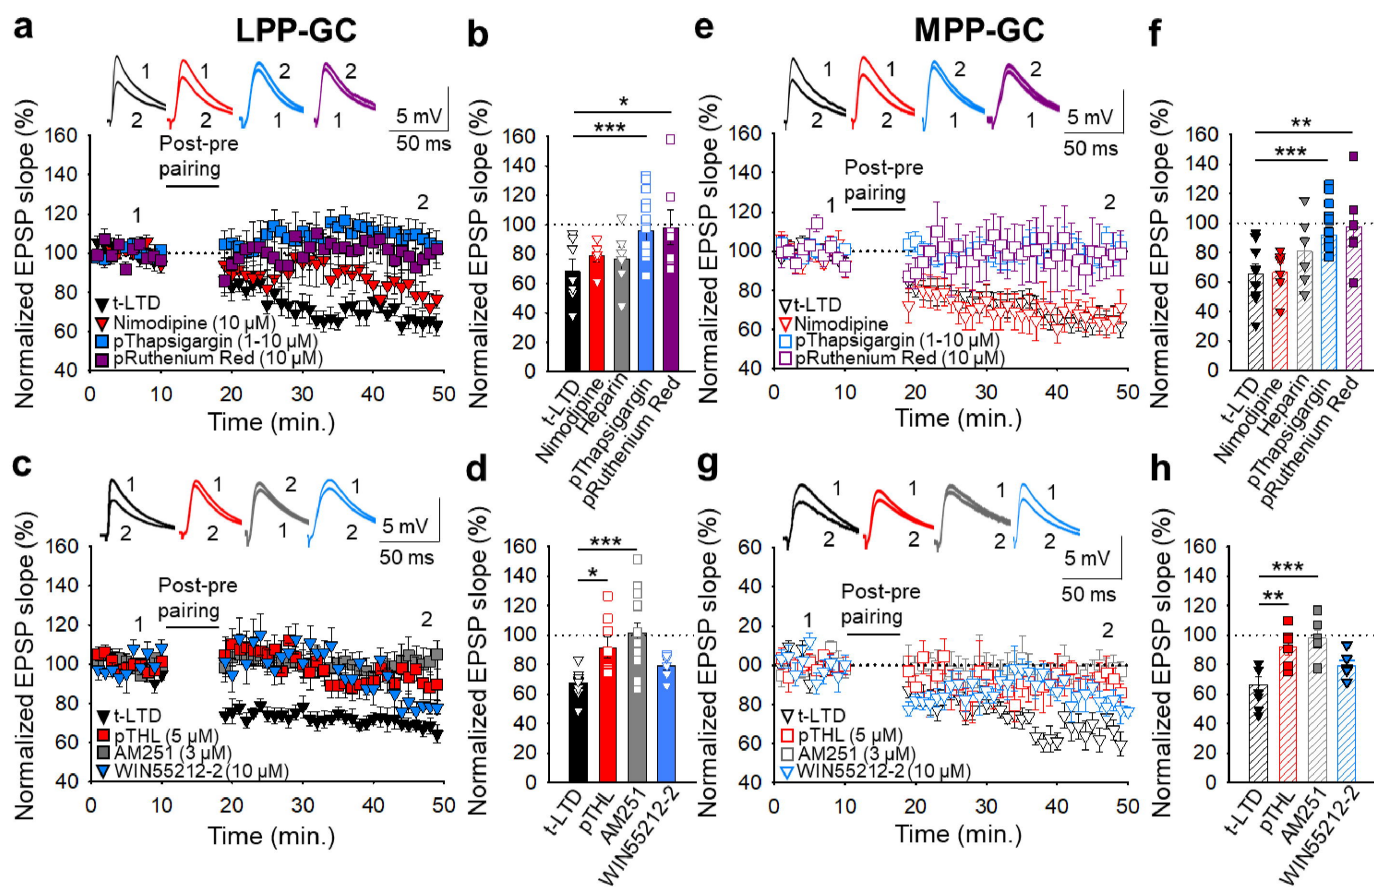 a
LPP-GC
1
2
1
2
2
1
2
1
5 mV
50 ms
Normalized EPSP slope (%)
160
140
120
100
80
60
40
Post-pre
pairing
1
2
t-LTD
Nimodipine (10 µM)
pThapsigargin (1-10 µM)
pRuthenium Red (10 µM)
0
10
20
30
40
50
Time (min.)
b
Normalized EPSP slope (%)
160
140
120
100
80
60
40
20
0
*
***
t-LTD
Nimodipine
Heparin
pThapsigargin
pRuthenium Red
e
MPP-GC
1
2
1
2
2
1
2
1
5 mV
50 ms
Normalized EPSP slope (%)
160
140
120
100
80
60
40
Post-pre
pairing
1
2
t-LTD
Nimodipine
pThapsigargin (1-10 µM)
pRuthenium Red (10 µM)
0
10
20
30
40
50
Time (min.)
f
Normalized EPSP slope (%)
160
140
120
100
80
60
40
20
0
**
***
t-LTD
Nimodipine
Heparin
pThapsigargin
pRuthenium Red
c
1
2
1
2
2
1
1
2
5 mV
50 ms
Normalized EPSP slope (%)
160
140
120
100
80
60
40
Post-pre
pairing
1
2
t-LTD
pTHL (5 µM)
AM251 (3 µM)
WIN55212-2 (10 µM)
0
10
20
30
40
50
Time (min.)
d
Normalized EPSP slope (%)
160
140
120
100
80
60
40
20
0
***
*
t-LTD
pTHL
AM251
WIN55212-2
g
1
2
1
2
1
2
1
2
5 mV
50 ms
Normalized EPSP slope (%)
60
40
20
00
80
60
40
Post-pre
pairing
1
2
t-LTD
pTHL (5 µM)
AM251 (3 µM)
WIN55212-2 (10 µM)
0
10
20
30
40
50
Time (min.)
h
Normalized EPSP slope (%)
160
140
120
100
80
60
40
20
0
***
**
t-LTD
pTHL
AM251
WIN55212-2